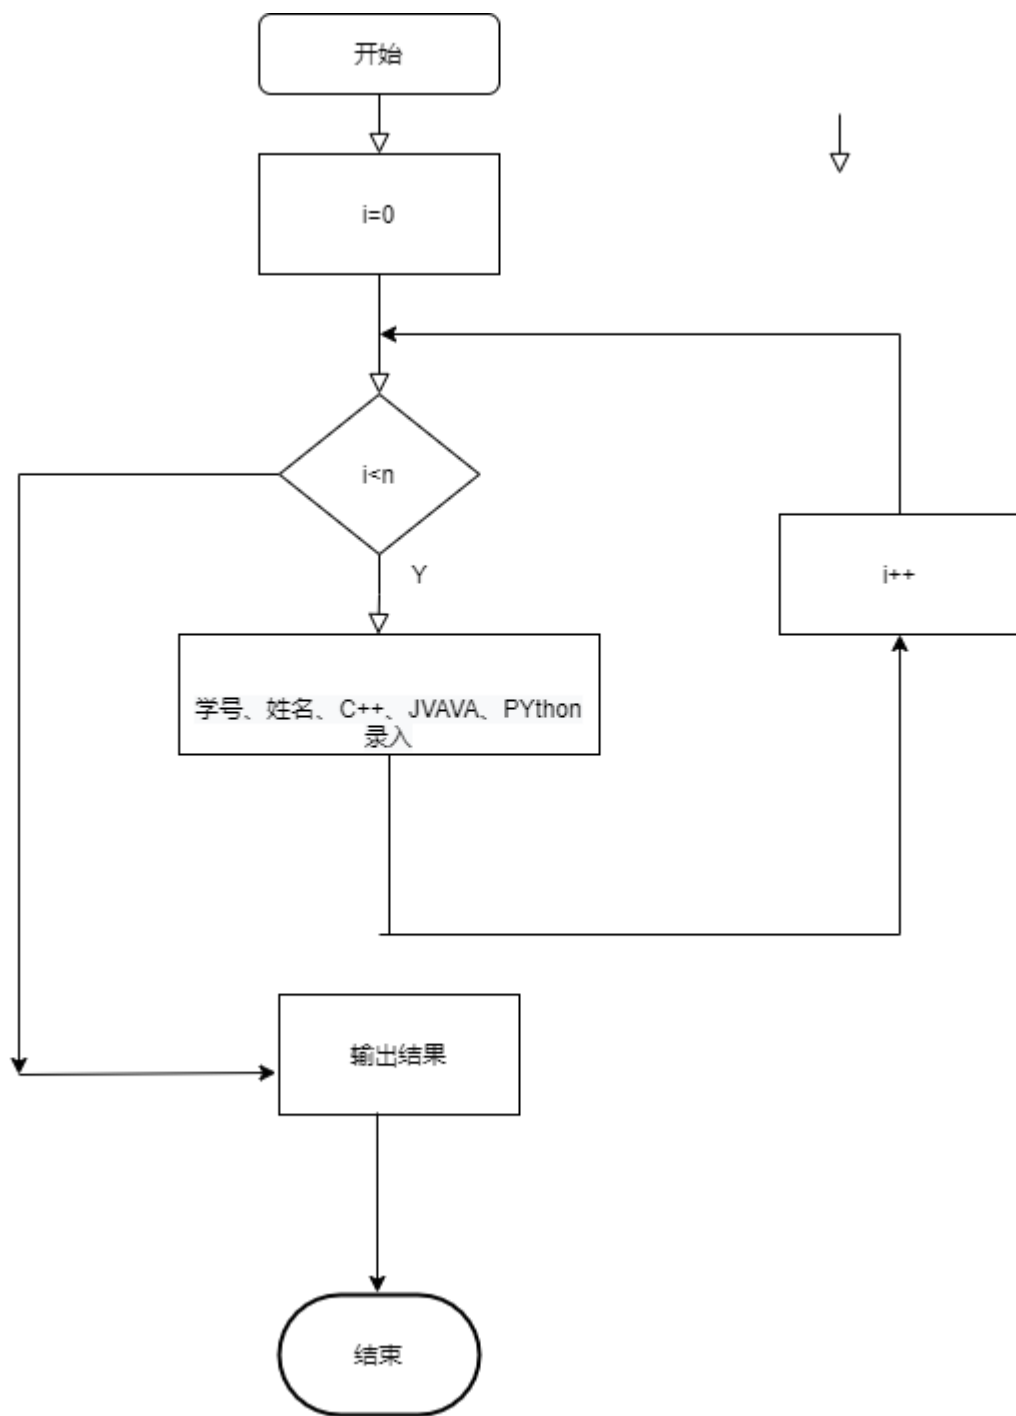 开始
i=0
i<n
Y
i++
学号、姓名、C++、JVAVA、PYthon
录入
输出结果
结束